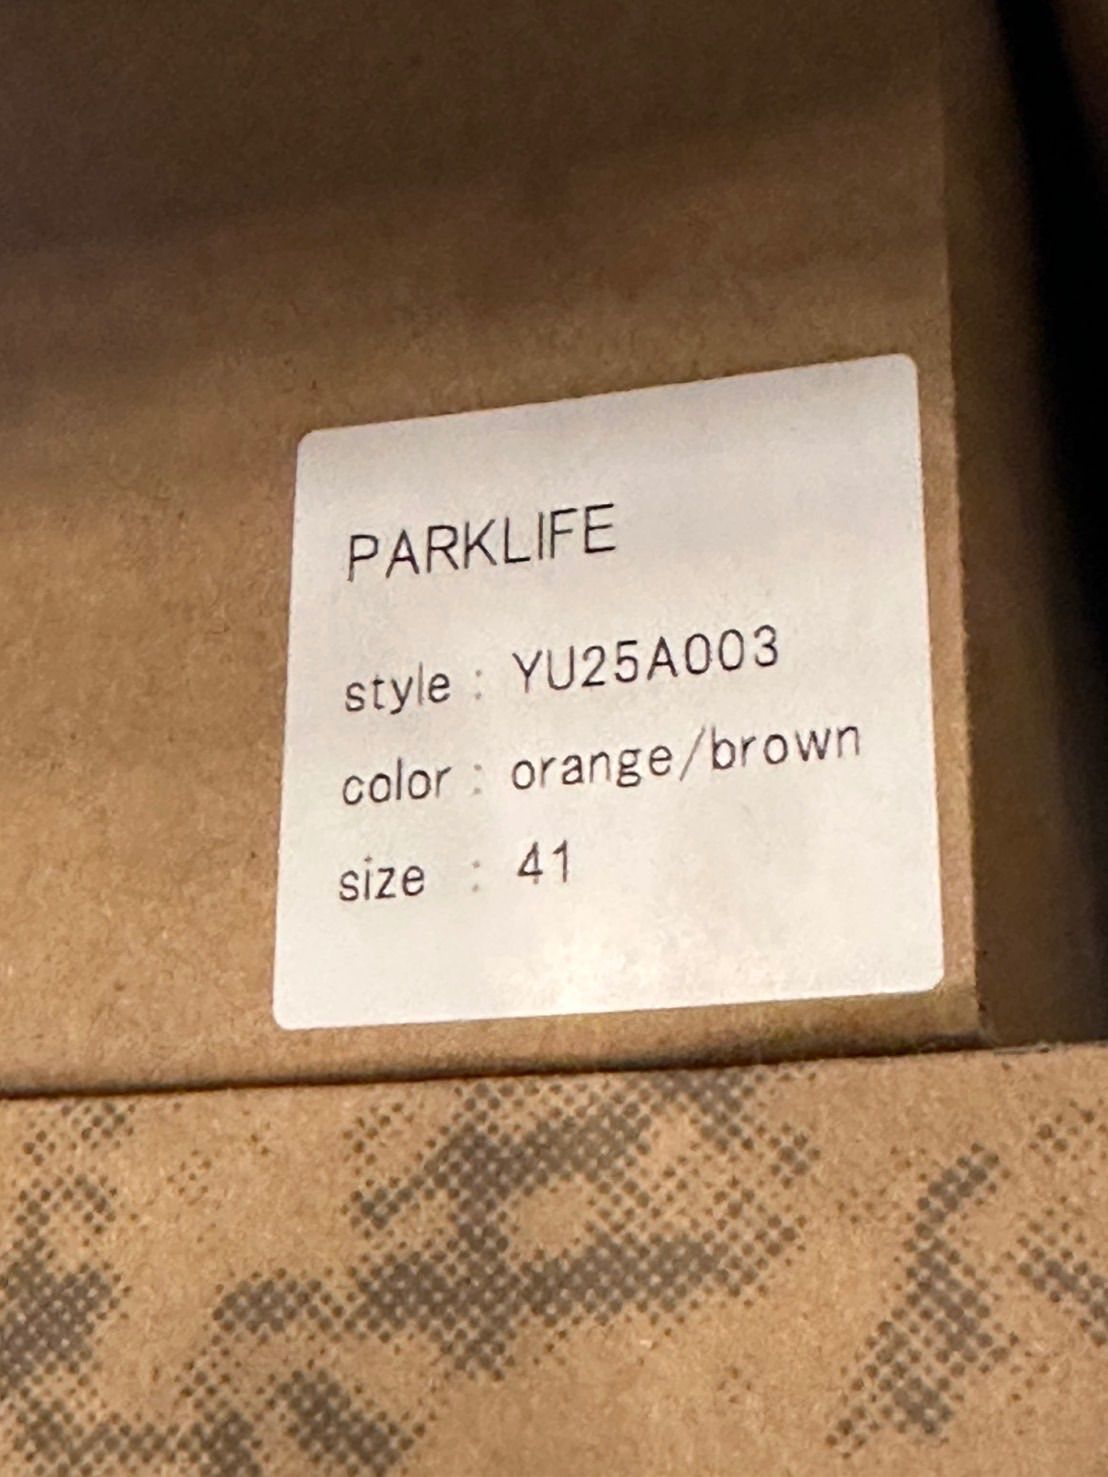 PARKLIFE
style : YU25A003
color : orange/brown
size : 41